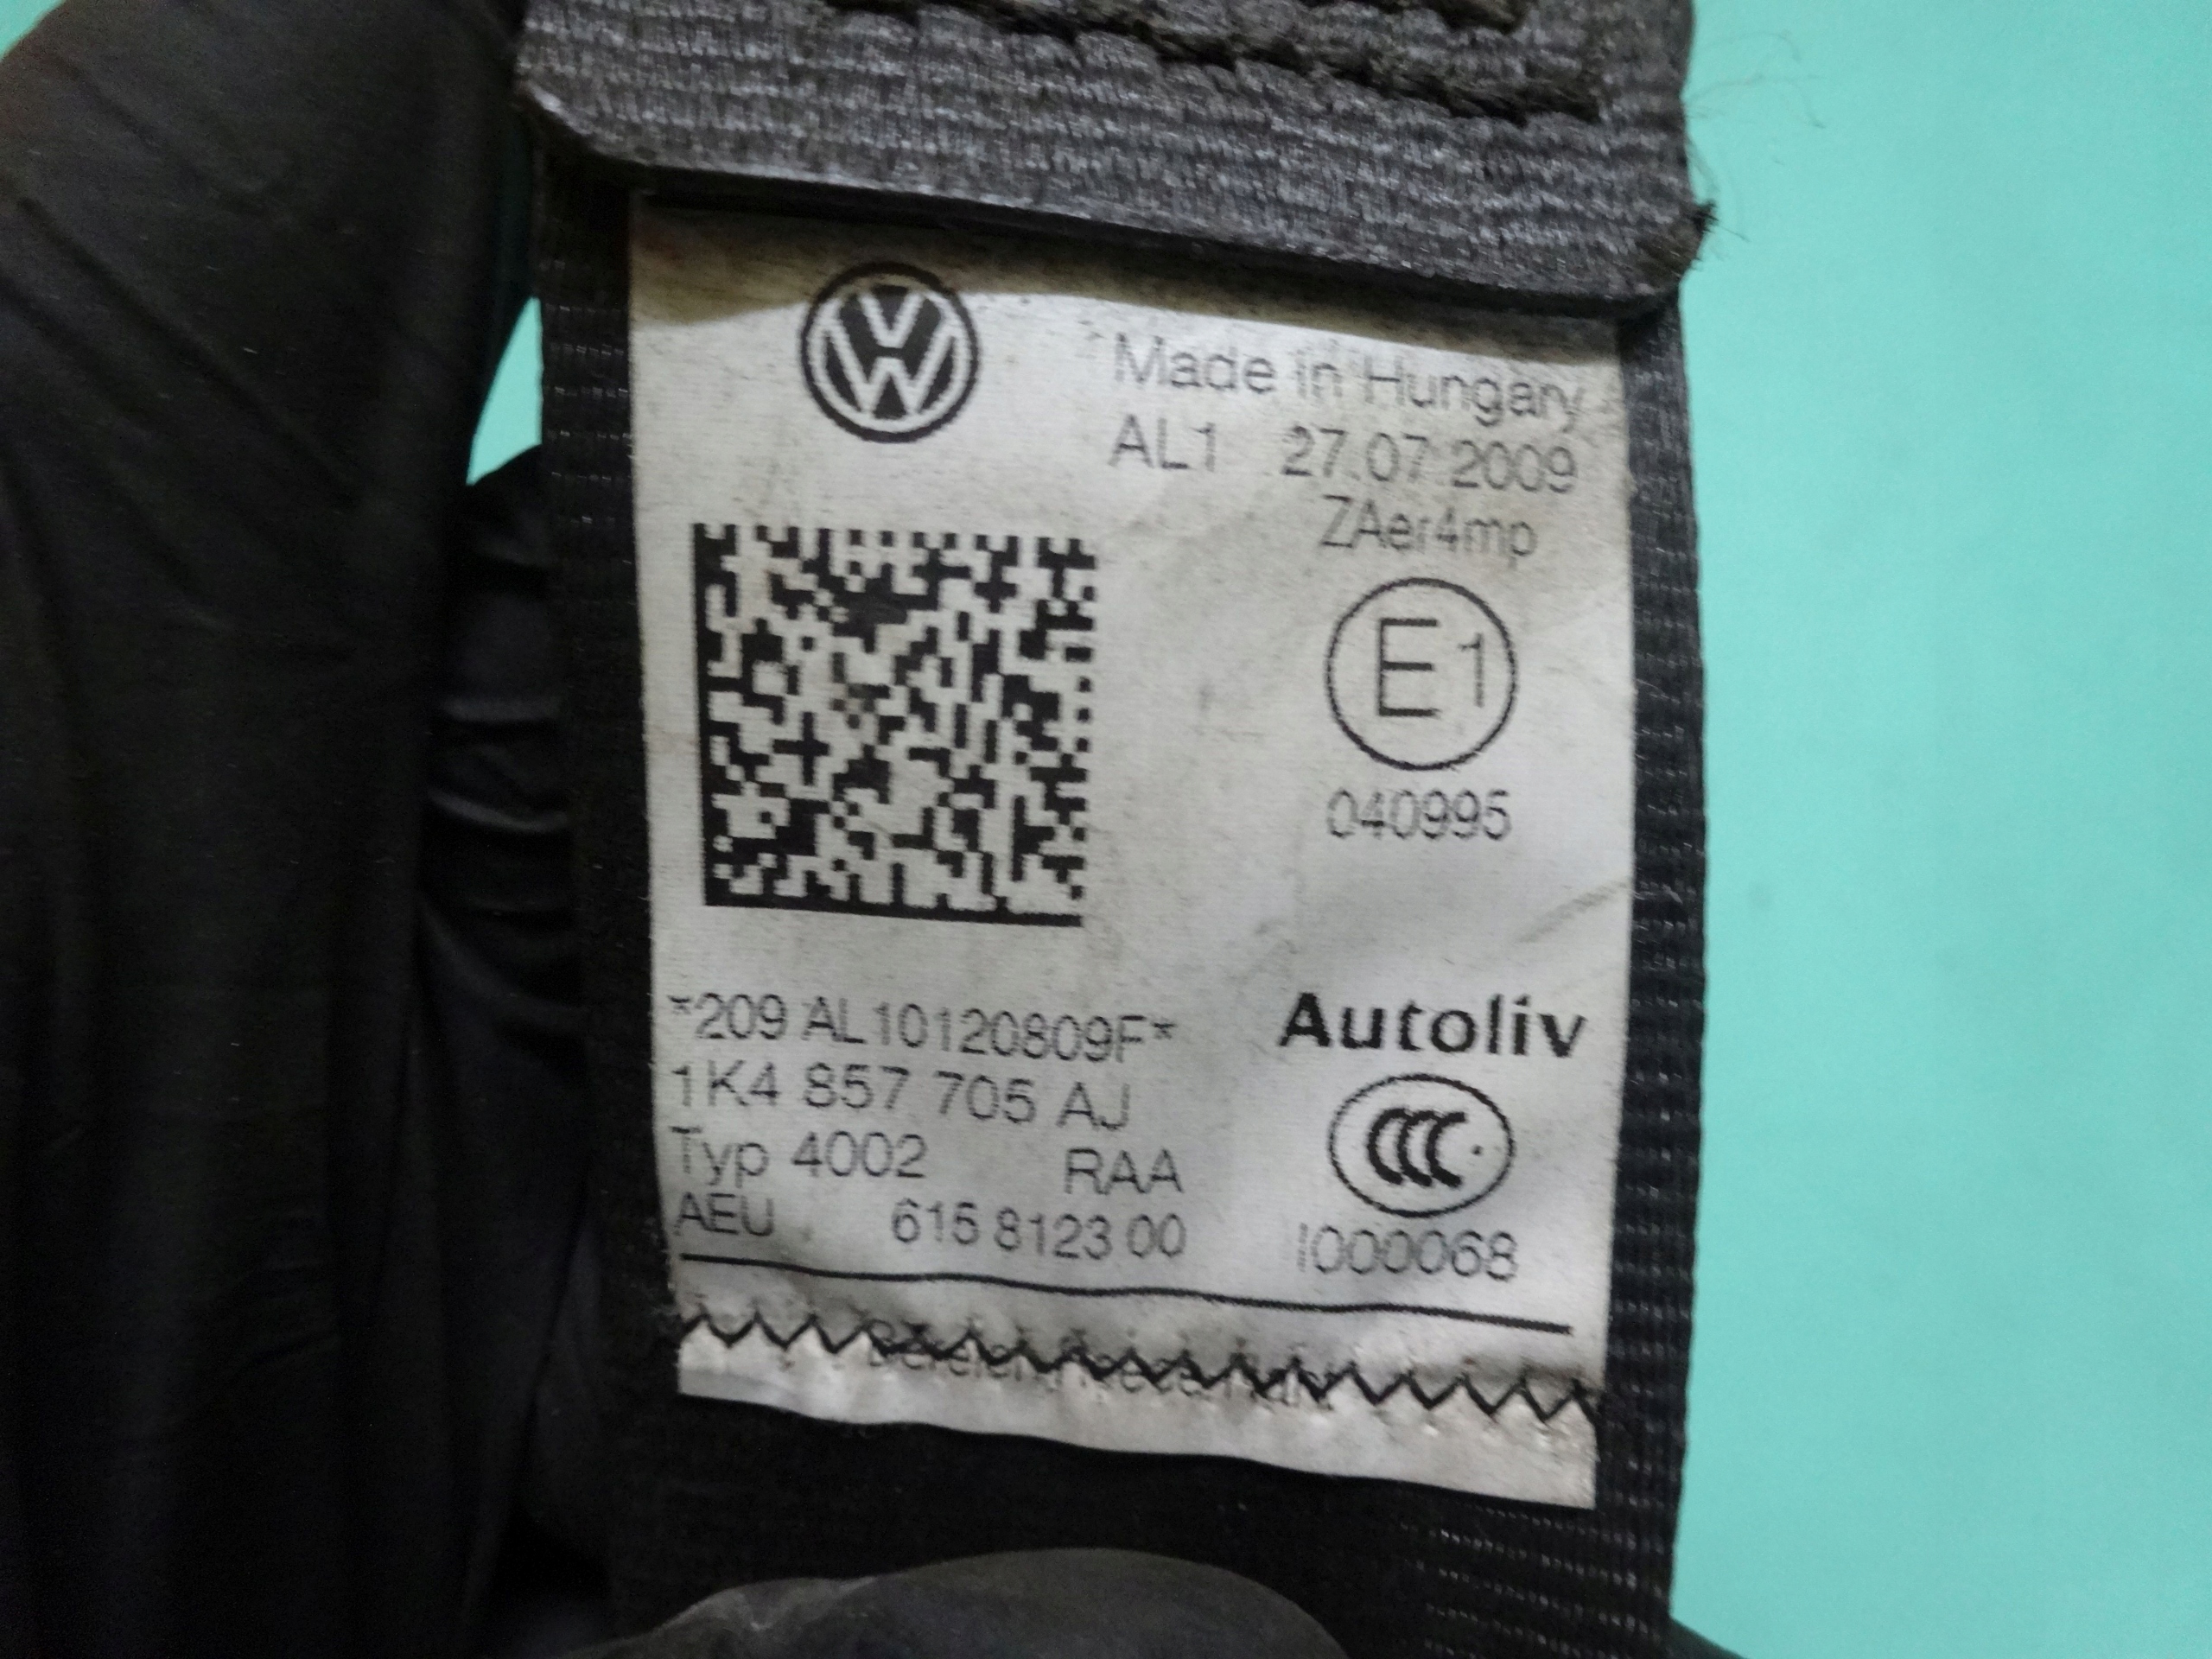 Made in Hungary
AL1 27.07.2009
ZAer4mp
E1
040995
*209 AL10120809F*
1K4 857 705 AJ
Typ 4002 RAA
AEU 615 8123 00
Autoliv
CCC
I000068